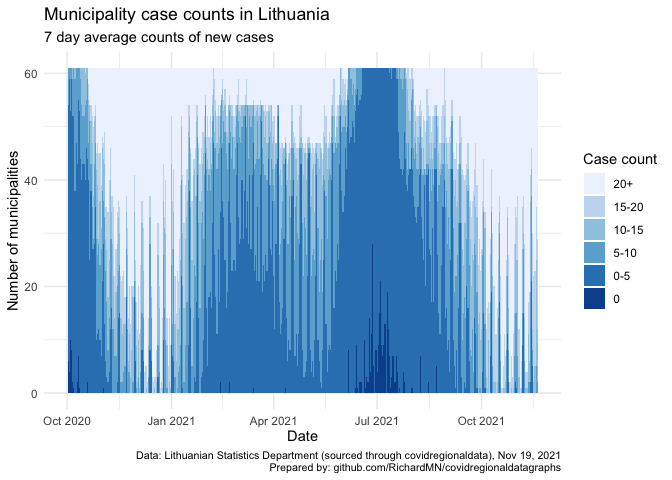 Municipality case counts in Lithuania
7 day average counts of new cases
Number of municipalities
60
40
20
0
Oct 2020
Jan 2021
Apr 2021
Jul 2021
Oct 2021
Date
Case count
20+
15-20
10-15
5-10
0-5
0
Data: Lithuanian Statistics Department (sourced through covidregionaldata), Nov 19, 2021
Prepared by: github.com/RichardMN/covidregionaldatagraphs